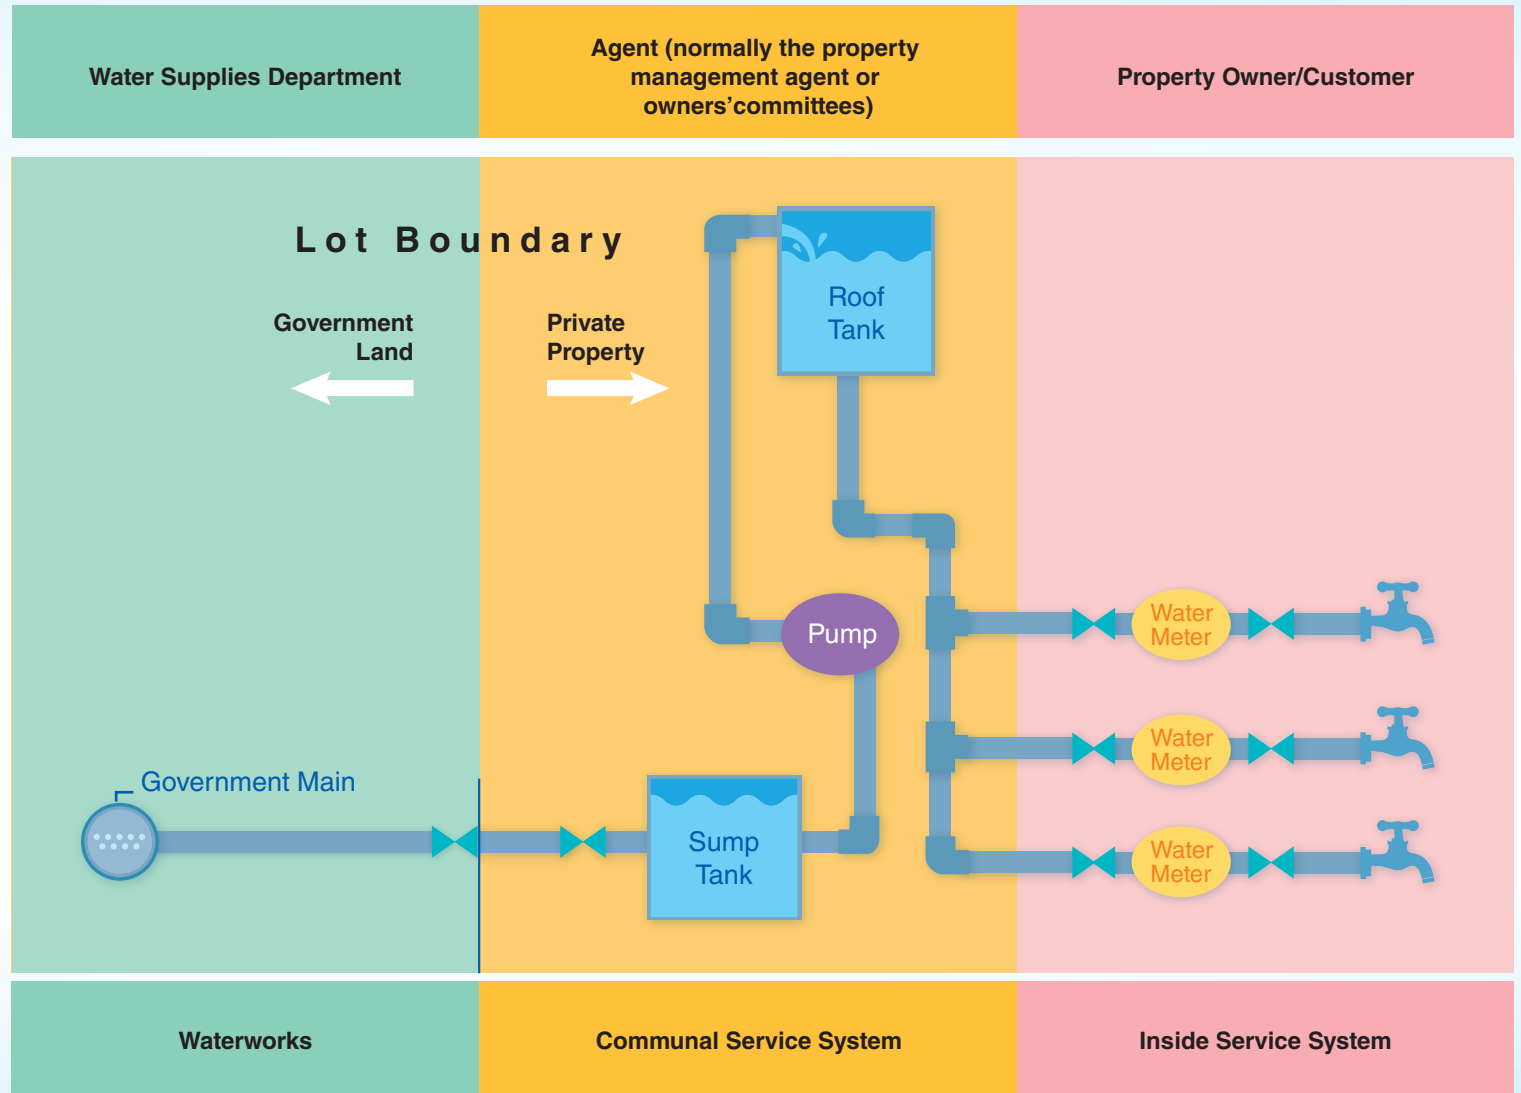 Water Supplies Department
Agent (normally the property
management agent or
owners'committees)
Property Owner/Customer
Lot Boundary
Government
Land
Private
Property
Roof
Tank
Pump
Water
Meter
Water
Meter
Government Main
Sump
Tank
Water
Meter
Waterworks
Communal Service System
Inside Service System